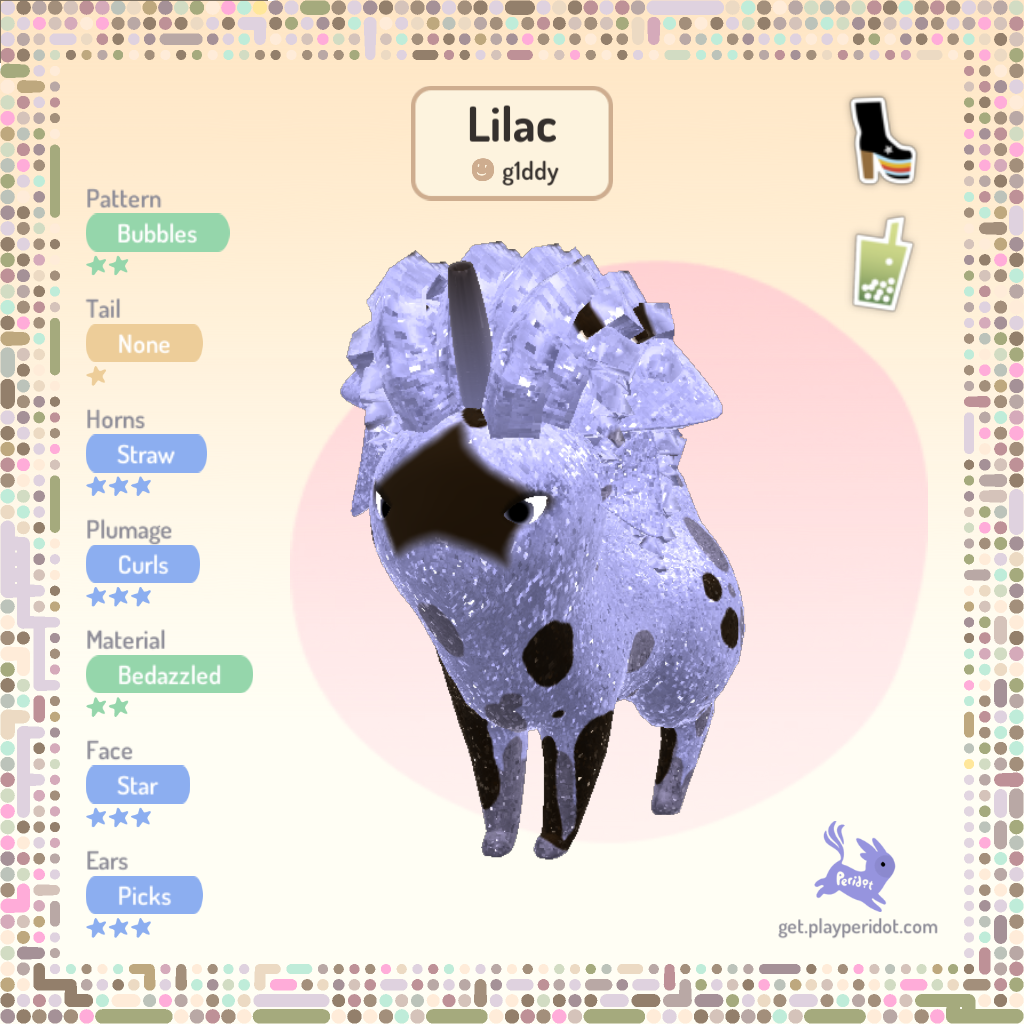 Lilac
g1ddy
Pattern
Bubbles
Tail
None
Horns
Straw
Plumage
Curls
Material
Bedazzled
Face
Star
Ears
Picks
Peridot
get.playperidot.com